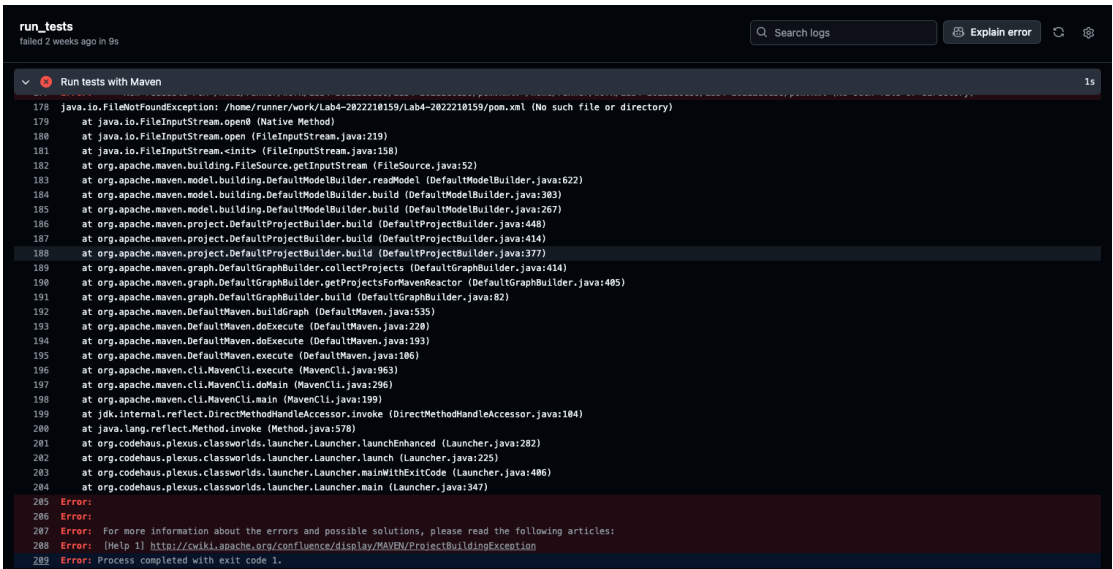 run_tests
failed 2 weeks ago in 9s
Search logs
Explain error
Run tests with Maven
1s
178 java.io.FileNotFoundException: /home/runner/work/Lab4-2022210159/Lab4-2022210159/pom.xml (No such file or directory)
179 at java.io.FileInputStream.open0 (Native Method)
180 at java.io.FileInputStream.open (FileInputStream.java:219)
181 at java.io.FileInputStream.<init> (FileInputStream.java:158)
182 at org.apache.maven.building.FileSource.getInputStream (FileSource.java:52)
183 at org.apache.maven.model.building.DefaultModelBuilder.readModel (DefaultModelBuilder.java:622)
184 at org.apache.maven.model.building.DefaultModelBuilder.build (DefaultModelBuilder.java:303)
185 at org.apache.maven.model.building.DefaultModelBuilder.build (DefaultModelBuilder.java:267)
186 at org.apache.maven.project.DefaultProjectBuilder.build (DefaultProjectBuilder.java:448)
187 at org.apache.maven.project.DefaultProjectBuilder.build (DefaultProjectBuilder.java:414)
188 at org.apache.maven.project.DefaultProjectBuilder.build (DefaultProjectBuilder.java:377)
189 at org.apache.maven.graph.DefaultGraphBuilder.collectProjects (DefaultGraphBuilder.java:414)
190 at org.apache.maven.graph.DefaultGraphBuilder.getProjectsForMavenReactor (DefaultGraphBuilder.java:405)
191 at org.apache.maven.graph.DefaultGraphBuilder.build (DefaultGraphBuilder.java:82)
192 at org.apache.maven.DefaultMaven.buildGraph (DefaultMaven.java:535)
193 at org.apache.maven.DefaultMaven.doExecute (DefaultMaven.java:220)
194 at org.apache.maven.DefaultMaven.doExecute (DefaultMaven.java:193)
195 at org.apache.maven.DefaultMaven.execute (DefaultMaven.java:106)
196 at org.apache.maven.cli.MavenCli.execute (MavenCli.java:963)
197 at org.apache.maven.cli.MavenCli.doMain (MavenCli.java:296)
198 at org.apache.maven.cli.MavenCli.main (MavenCli.java:199)
199 at jdk.internal.reflect.DirectMethodHandleAccessor.invoke (DirectMethodHandleAccessor.java:104)
200 at java.lang.reflect.Method.invoke (Method.java:578)
201 at org.codehaus.plexus.classworlds.launcher.Launcher.launchEnhanced (Launcher.java:282)
202 at org.codehaus.plexus.classworlds.launcher.Launcher.launch (Launcher.java:225)
203 at org.codehaus.plexus.classworlds.launcher.Launcher.mainWithExitCode (Launcher.java:406)
204 at org.codehaus.plexus.classworlds.launcher.Launcher.main (Launcher.java:347)
205 Error:
206 Error:
207 Error: For more information about the errors and possible solutions, please read the following articles:
208 Error: [Help 1] http://cwiki.apache.org/confluence/display/MAVEN/ProjectBuildingException
209 Error: Process completed with exit code 1.